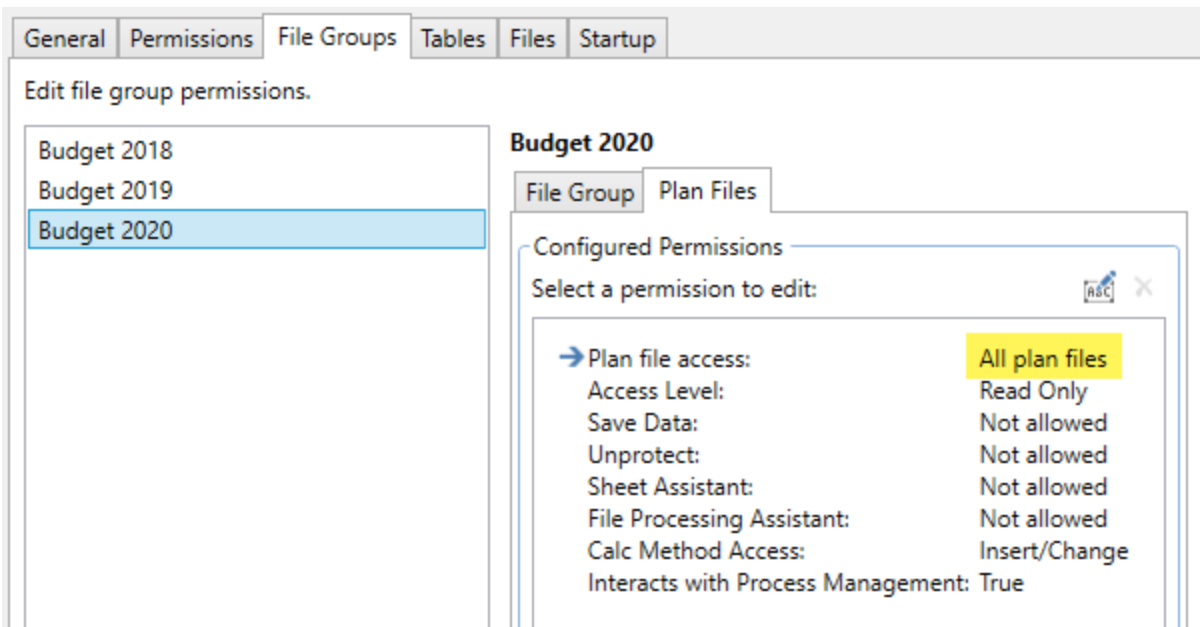 General Permissions File Groups Tables Files Startup
Edit file group permissions.
Budget 2018
Budget 2019
Budget 2020
Budget 2020
File Group Plan Files
Configured Permissions
Select a permission to edit:
ABC
Plan file access: All plan files
Access Level: Read Only
Save Data: Not allowed
Unprotect: Not allowed
Sheet Assistant: Not allowed
File Processing Assistant: Not allowed
Calc Method Access: Insert/Change
Interacts with Process Management: True